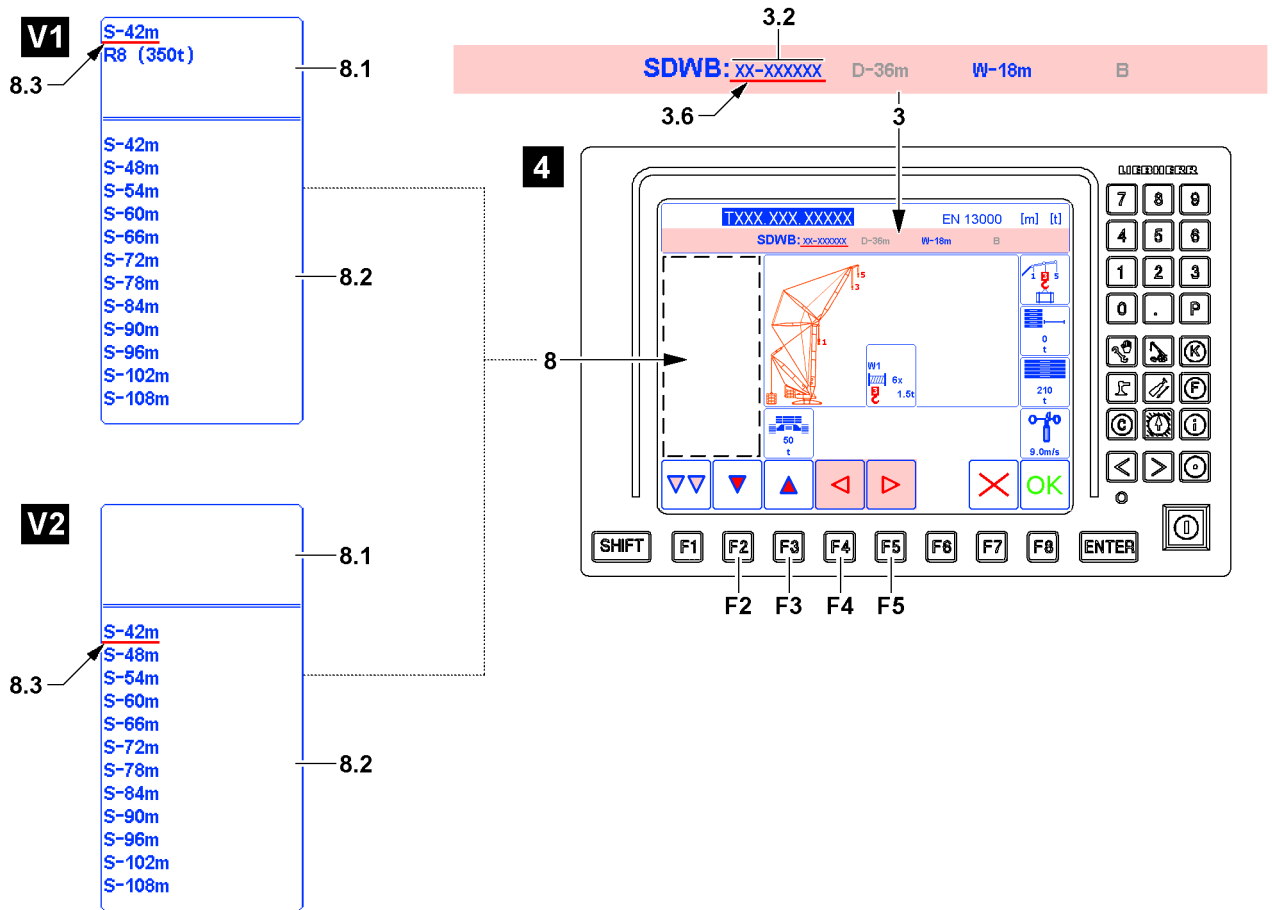 V1
S-42m
R8 (350t)
8.3
8.1
S-42m
S-48m
S-54m
S-60m
S-66m
S-72m
S-78m
S-84m
S-90m
S-96m
S-102m
S-108m
8.2
V2
8.1
S-42m
S-48m
S-54m
S-60m
S-66m
S-72m
S-78m
S-84m
S-90m
S-96m
S-102m
S-108m
8.3
8.2
8
3.2
SDWB: XX-XXXXXX D-36m W-18m B
3.6
3
4
LIEBHERR
TXXX.XXX.XXXXX EN 13000 [m] [t]
SDWB: XX-XXXXXX D-36m W-18m B
5
3
1
W1
6x
3
1.5t
1 3 5
0
t
210
t
50
t
9.0m/s
OK
7 8 9
4 5 6
1 2 3
0 . P
K
F
C i
SHIFT F1 F2 F3 F4 F5 F6 F7 F8 ENTER
F2 F3 F4 F5